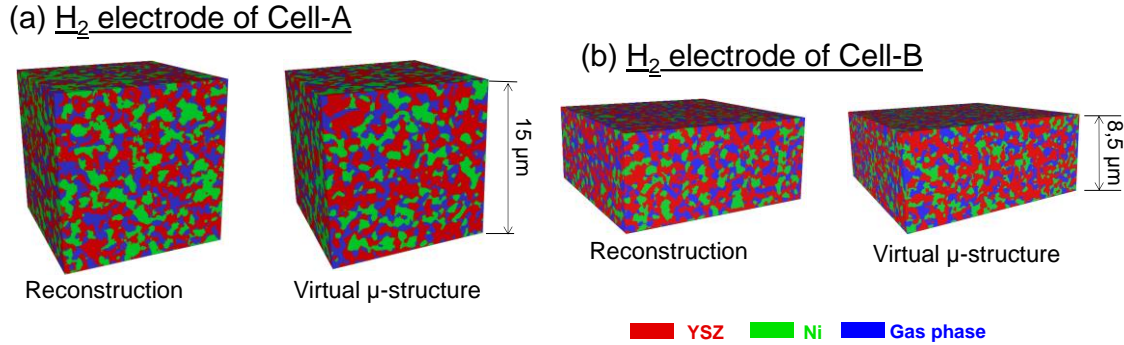 (a) H2 electrode of Cell-A
15 µm
Reconstruction
Virtual µ-structure
(b) H2 electrode of Cell-B
8,5 µm
Reconstruction
Virtual µ-structure
YSZ
Ni
Gas phase